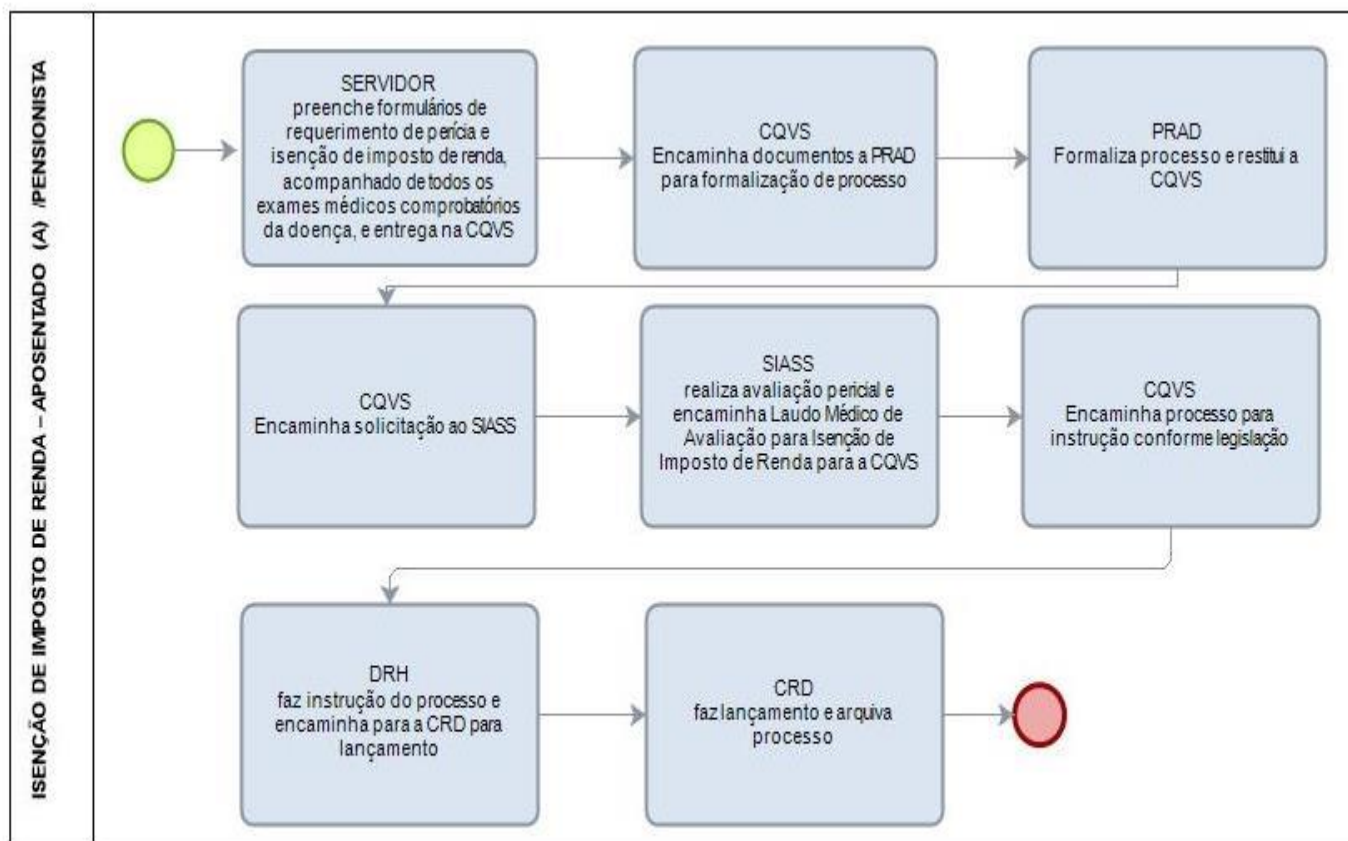 ISENÇÃO DE IMPOSTO DE RENDA – APOSENTADO (A) /PENSIONISTA
SERVIDOR
preenche formulários de
requerimento de perícia e
isenção de imposto de renda,
acompanhado de todos os
exames médicos comprobatórios
da doença, e entrega na CQVS
CQVS
Encaminha documentos a PRAD
para formalização de processo
PRAD
Formaliza processo e restitui a
CQVS
CQVS
Encaminha solicitação ao SIASS
SIASS
realiza avaliação pericial e
encaminha Laudo Médico de
Avaliação para Isenção de
Imposto de Renda para a CQVS
CQVS
Encaminha processo para
instrução conforme legislação
DRH
faz instrução do processo e
encaminha para a CRD para
lançamento
CRD
faz lançamento e arquiva
processo